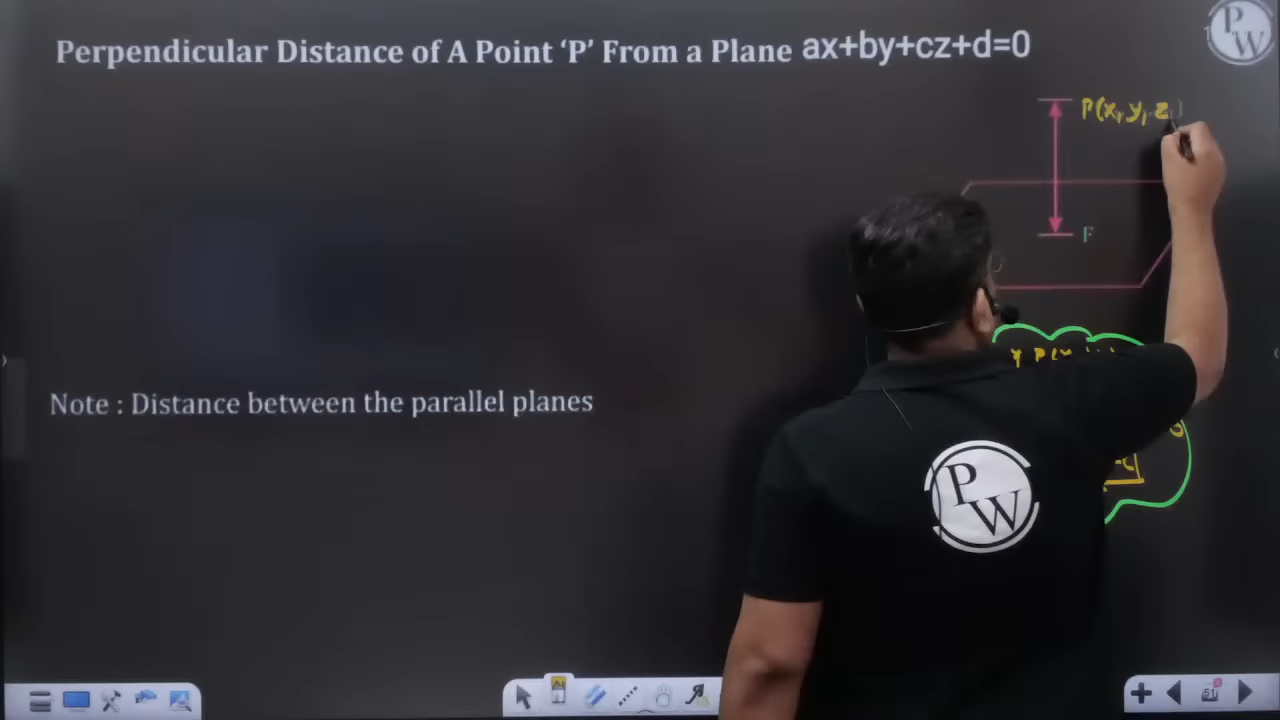 Perpendicular Distance of A Point ‘P’ From a Plane ax+by+cz+d=0
PW
P(x₁, y₁, z₁)
F
Note : Distance between the parallel planes
PW
51